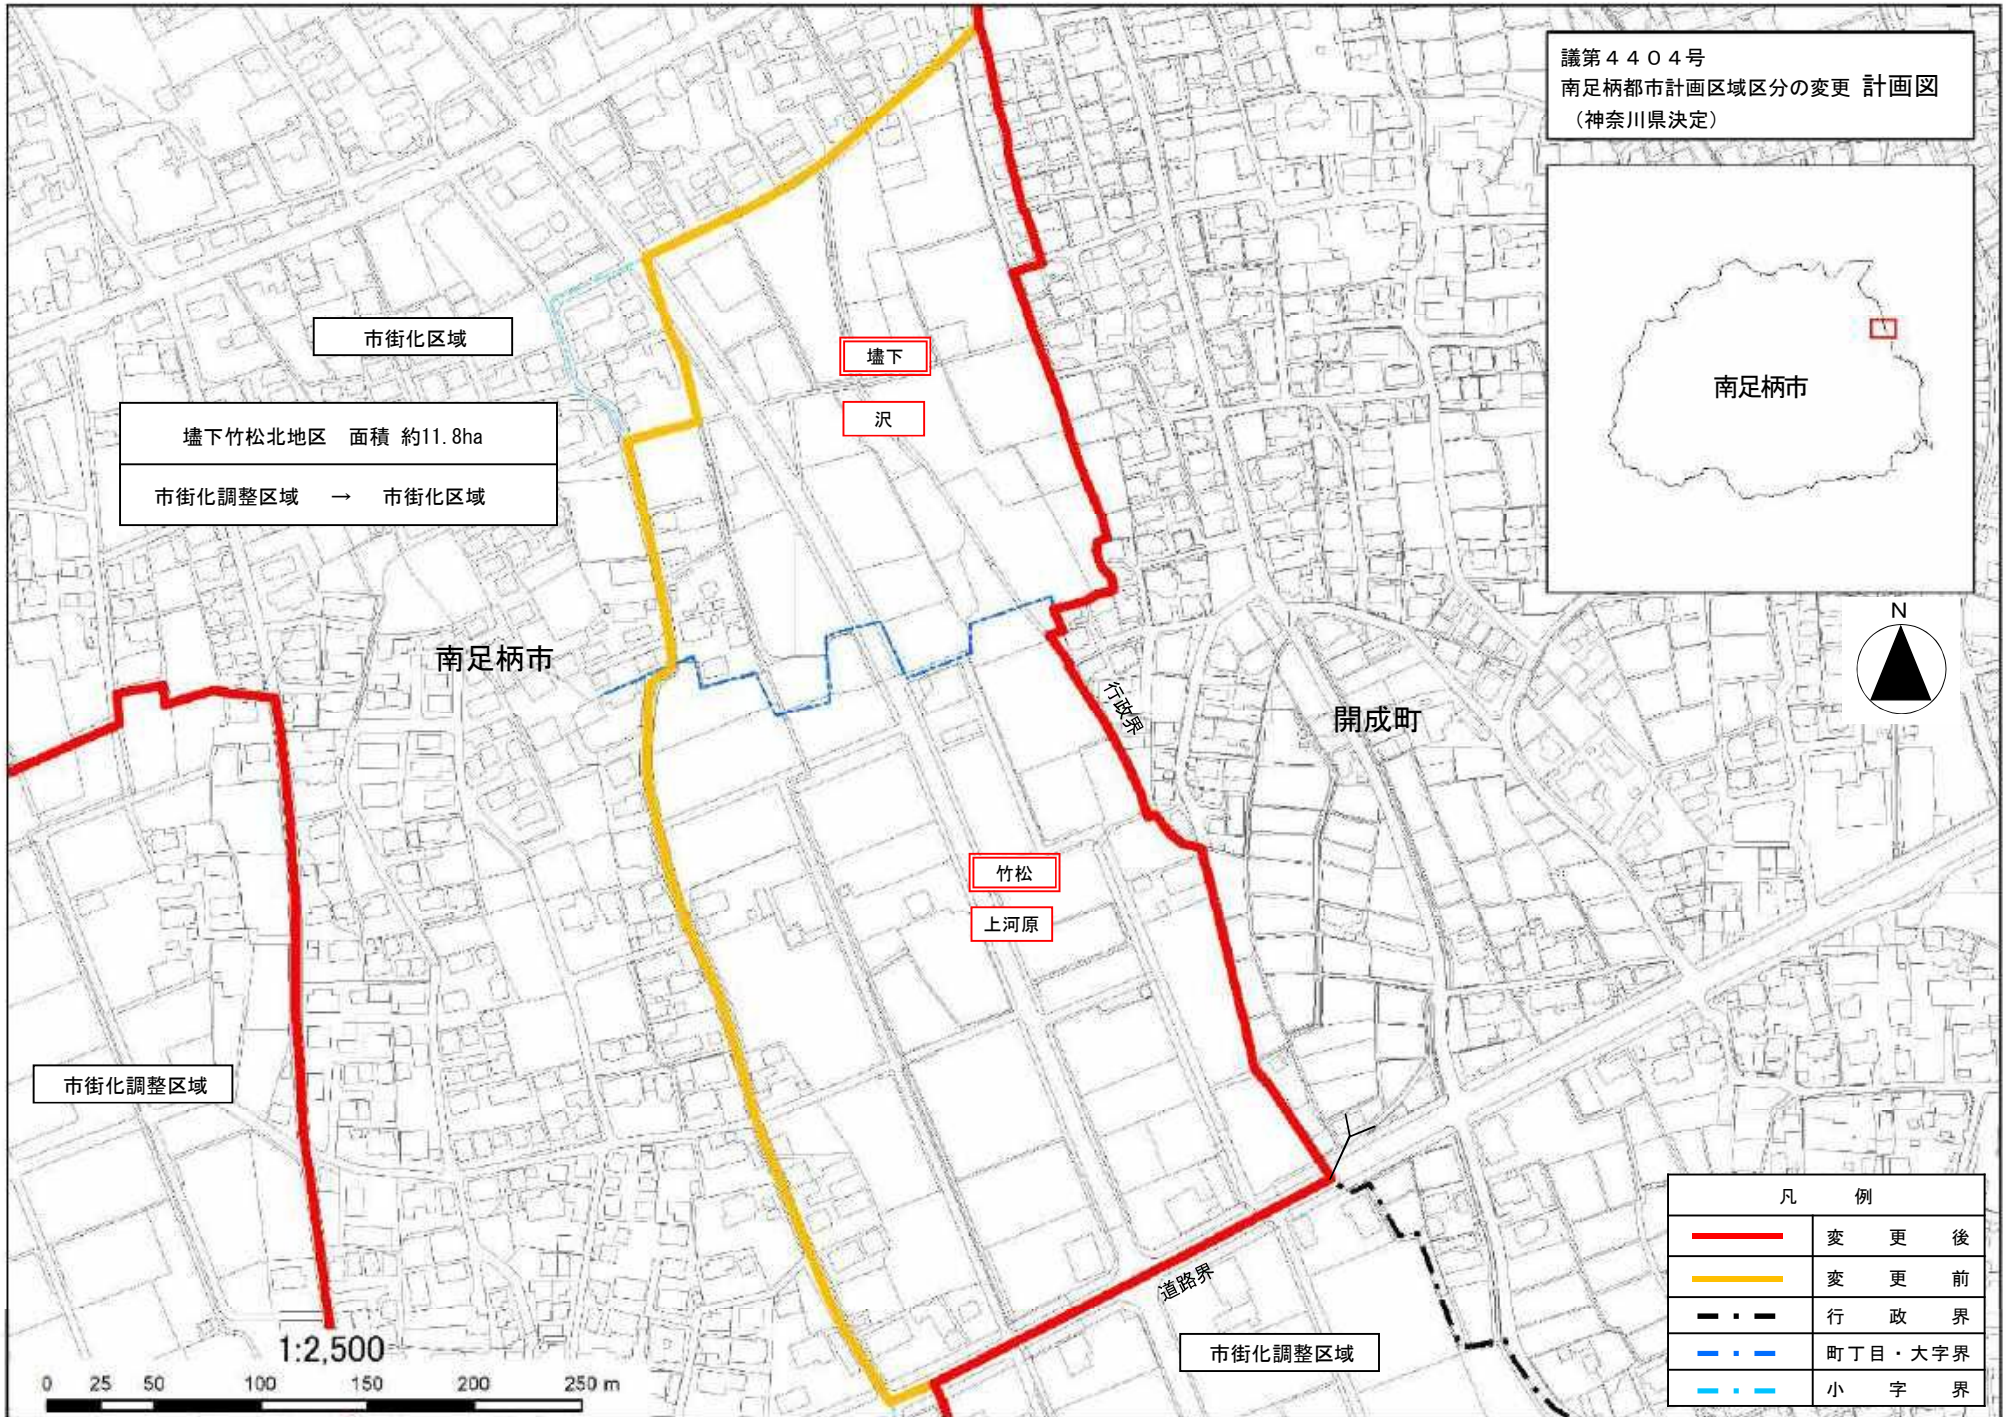 議第４４０４号
南足柄都市計画区域区分の変更 計画図
（神奈川県決定）
市街化区域
壗下
沢
壗下竹松北地区　面積 約11.8ha
市街化調整区域　→　市街化区域
南足柄市
N
南足柄市
行政界
開成町
竹松
上河原
市街化調整区域
道路界
市街化調整区域
1:2,500
0 25 50 100 150 200 250 m
凡　例
変　更　後
変　更　前
行　政　界
町丁目・大字界
小　字　界